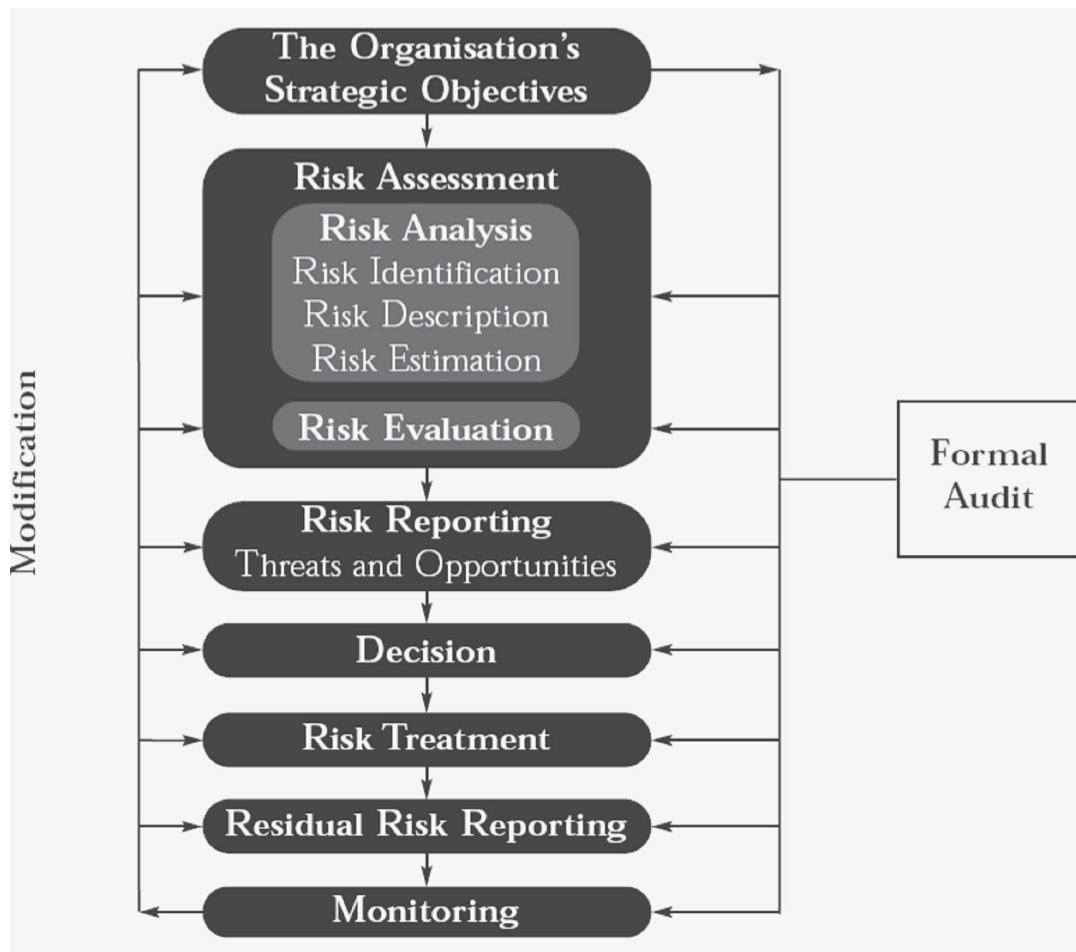 The Organisation's
Strategic Objectives
Risk Assessment
Risk Analysis
Risk Identification
Risk Description
Risk Estimation
Risk Evaluation
Risk Reporting
Threats and Opportunities
Decision
Risk Treatment
Residual Risk Reporting
Monitoring
Modification
Formal
Audit